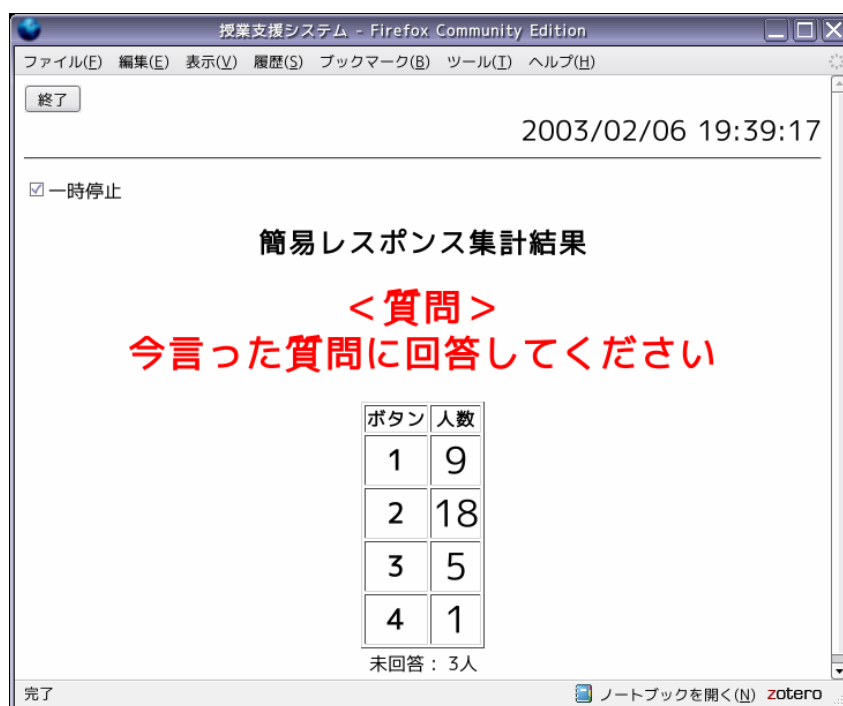 授業支援システム - Firefox Community Edition
ファイル(F) 編集(E) 表示(V) 履歴(S) ブックマーク(B) ツール(T) ヘルプ(H)
終了
2003/02/06 19:39:17
一時停止
簡易レスポンス集計結果
＜質問＞
今言った質問に回答してください
ボタン 人数
1 9
2 18
3 5
4 1
未回答： 3人
完了 ノートブックを開く(N) zotero